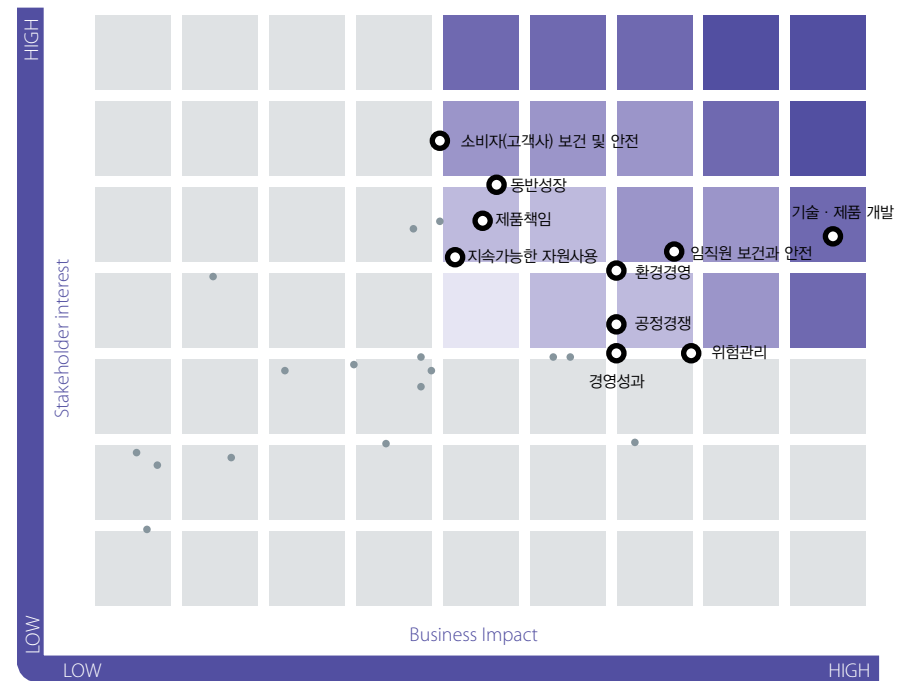 HIGH
Stakeholder interest
LOW
소비자(고객사) 보건 및 안전
동반성장
기술 · 제품 개발
제품책임
임직원 보건과 안전
지속가능한 자원사용
환경경영
공정경쟁
위험관리
경영성과
Business Impact
LOW
HIGH